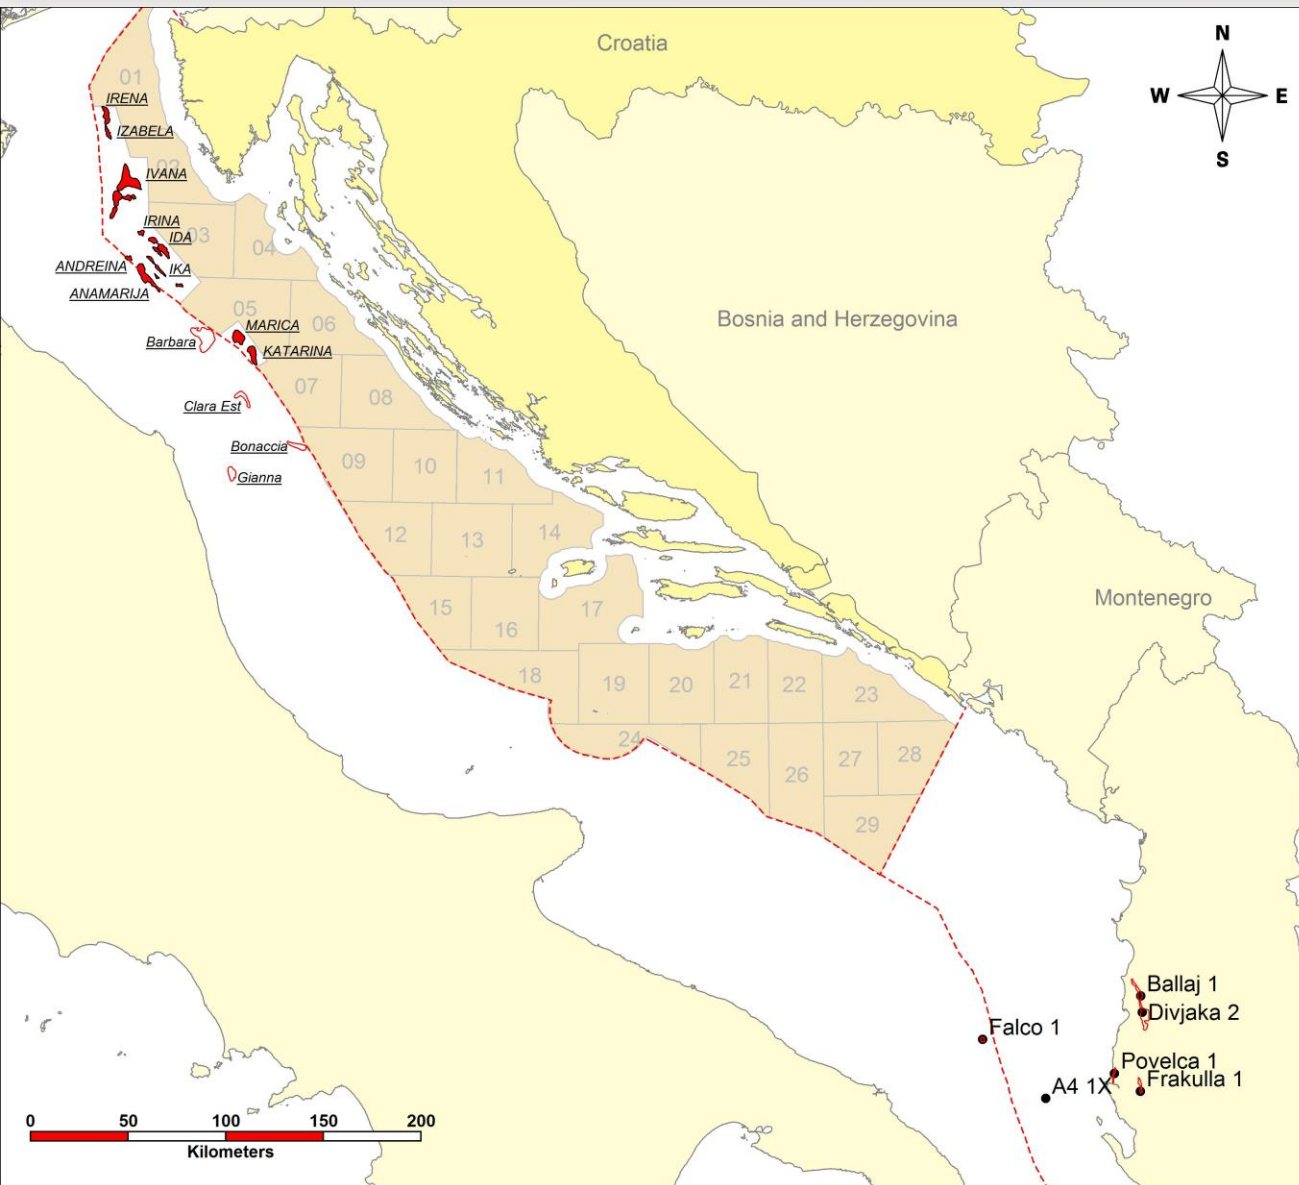 Croatia
N
W E
S
01
IRENA
IZABELA
02
IVANA
IRINA
03
IDA
04
ANDREINA
IKA
ANAMARIJA
05
06
MARICA
Barbara
KATARINA
Bosnia and Herzegovina
07
08
Clara Est
Bonaccia
09
10
11
Gianna
12
13
14
15
16
17
Montenegro
18
19
20
21
22
23
24
25
26
27
28
29
Ballaj 1
Divjaka 2
Falco 1
Povelca 1
Frakulla 1
A4 1X
0 50 100 150 200
Kilometers